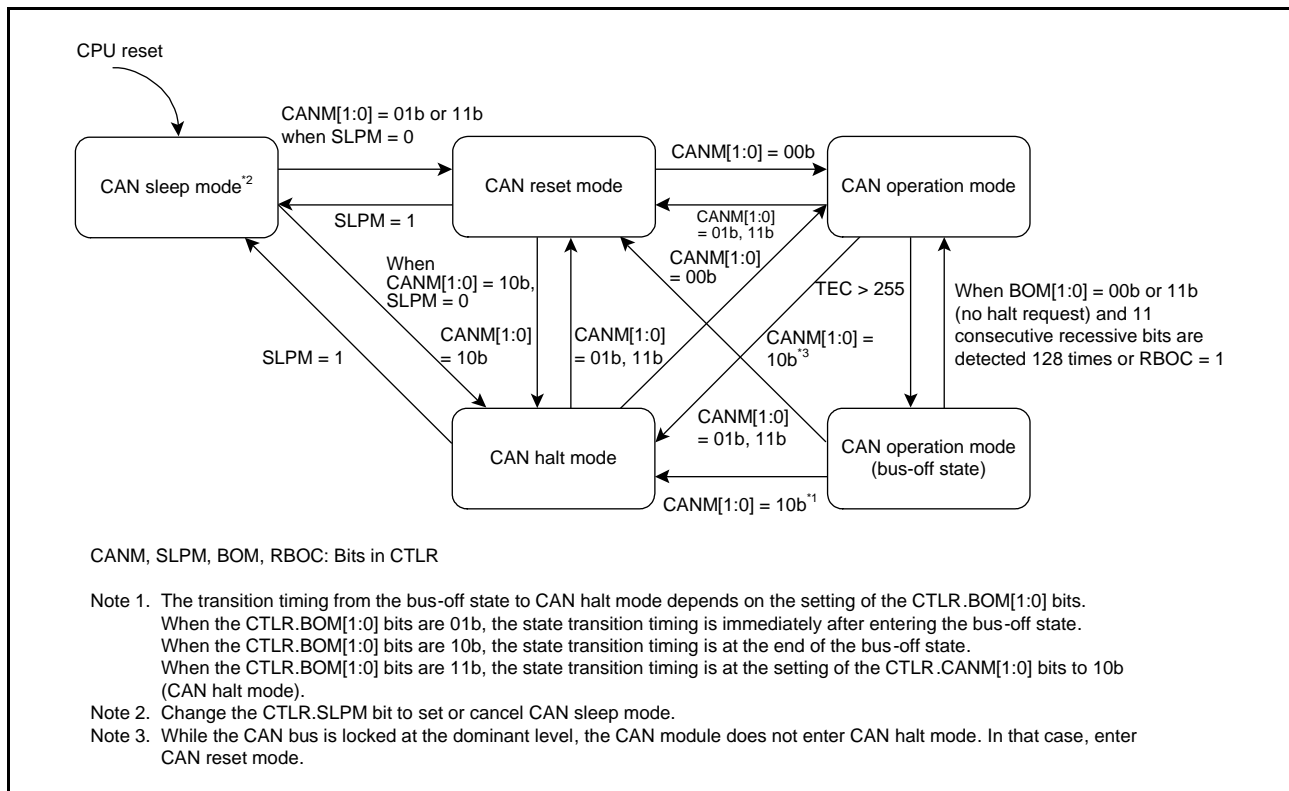 CPU reset
CANM[1:0] = 01b or 11b
when SLPM = 0
CAN sleep mode*2
CAN reset mode
CANM[1:0] = 00b
CAN operation mode
SLPM = 1
CANM[1:0]
= 01b, 11b
When
CANM[1:0] = 10b,
SLPM = 0
CANM[1:0]
= 00b
TEC > 255
When BOM[1:0] = 00b or 11b
(no halt request) and 11
consecutive recessive bits are
detected 128 times or RBOC = 1
SLPM = 1
CANM[1:0]
= 10b
CANM[1:0]
= 01b, 11b
CANM[1:0] =
10b*3
CANM[1:0]
= 01b, 11b
CAN halt mode
CAN operation mode
(bus-off state)
CANM[1:0] = 10b*1
CANM, SLPM, BOM, RBOC: Bits in CTLR
Note 1. The transition timing from the bus-off state to CAN halt mode depends on the setting of the CTLR.BOM[1:0] bits.
When the CTLR.BOM[1:0] bits are 01b, the state transition timing is immediately after entering the bus-off state.
When the CTLR.BOM[1:0] bits are 10b, the state transition timing is at the end of the bus-off state.
When the CTLR.BOM[1:0] bits are 11b, the state transition timing is at the setting of the CTLR.CANM[1:0] bits to 10b
(CAN halt mode).
Note 2. Change the CTLR.SLPM bit to set or cancel CAN sleep mode.
Note 3. While the CAN bus is locked at the dominant level, the CAN module does not enter CAN halt mode. In that case, enter
CAN reset mode.